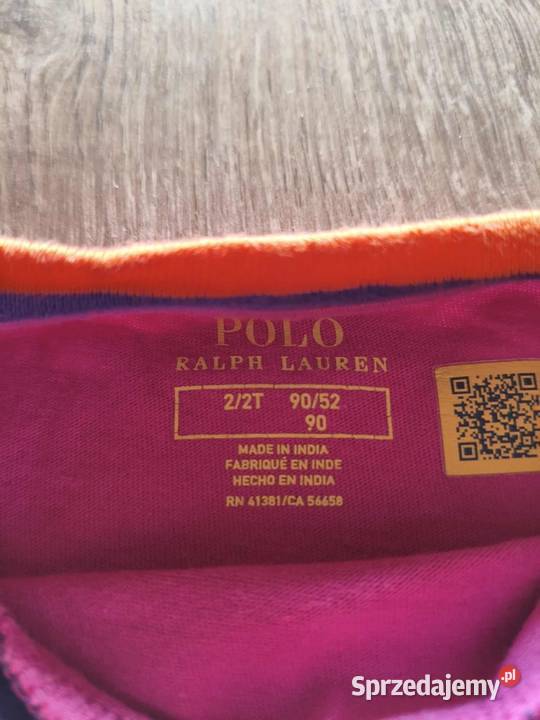 POLO
RALPH LAUREN
2/2T 90/52
90
MADE IN INDIA
FABRIQUÉ EN INDE
HECHO EN INDIA
RN 41381/CA 56658
Sprzedajemy.pl